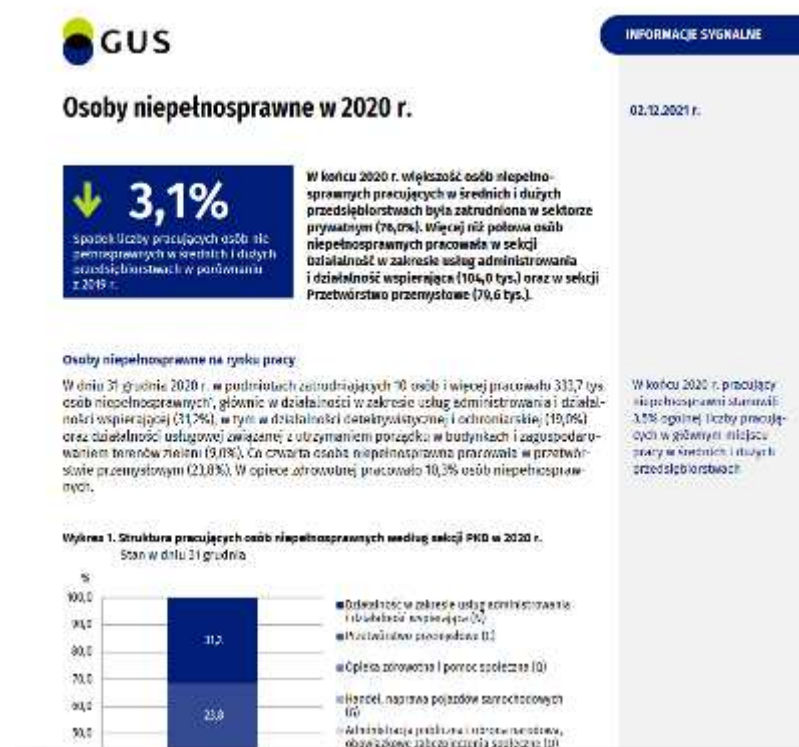 GUS
INFORMACJE SYGNALNE
Osoby niepełnosprawne w 2020 r.
02.12.2021 r.
3,1%
Spadek liczby pracujących osób nie
pełnosprawnych w średnich i dużych
przedsiębiorstwach w porównaniu
z 2019 r.
W końcu 2020 r. większość osób niepełno-
sprawnych pracujących w średnich i dużych
przedsiębiorstwach była zatrudniona w sektorze
prywatnym (76,0%). Więcej niż połowa osób
niepełnosprawnych pracowała w sekcji
Działalność w zakresie usług administrowania
i działalność wspierająca (104,0 tys.) oraz w sekcji
Przetwórstwo przemysłowe (79,6 tys.).
Osoby niepełnosprawne na rynku pracy
W dniu 31 grudnia 2020 r. w podmiotach zatrudniających 10 osób i więcej pracowało 333,7 tys.
osób niepełnosprawnych¹, głównie w działalności w zakresie usług administrowania i działal-
ności wspierającej (31,2%), w tym w działalności detektywistycznej i ochroniarskiej (19,0%)
oraz działalności usługowej związanej z utrzymaniem porządku w budynkach i zagospodaro-
waniem terenów zieleni (9,0%). Co czwarta osoba niepełnosprawna pracowała w przetwór-
stwie przemysłowym (23,8%). W opiece zdrowotnej pracowało 10,3% osób niepełnospraw-
nych.
W końcu 2020 r. pracujący
niepełnosprawni stanowili
3,5% ogólnej liczby pracują-
cych w głównym miejscu
pracy w średnich i dużych
przedsiębiorstwach
Wykres 1. Struktura pracujących osób niepełnosprawnych według sekcji PKD w 2020 r.
Stan w dniu 31 grudnia
%
100,0
90,0
80,0
70,0
60,0
50,0
31,2
23,8
Działalność w zakresie usług administrowania
i działalność wspierająca (N)
Przetwórstwo przemysłowe (C)
Opieka zdrowotna i pomoc społeczna (Q)
Handel, naprawa pojazdów samochodowych
(G)
Administracja publiczna i obrona narodowa,
obowiązkowe zabezpieczenia społeczne (O)